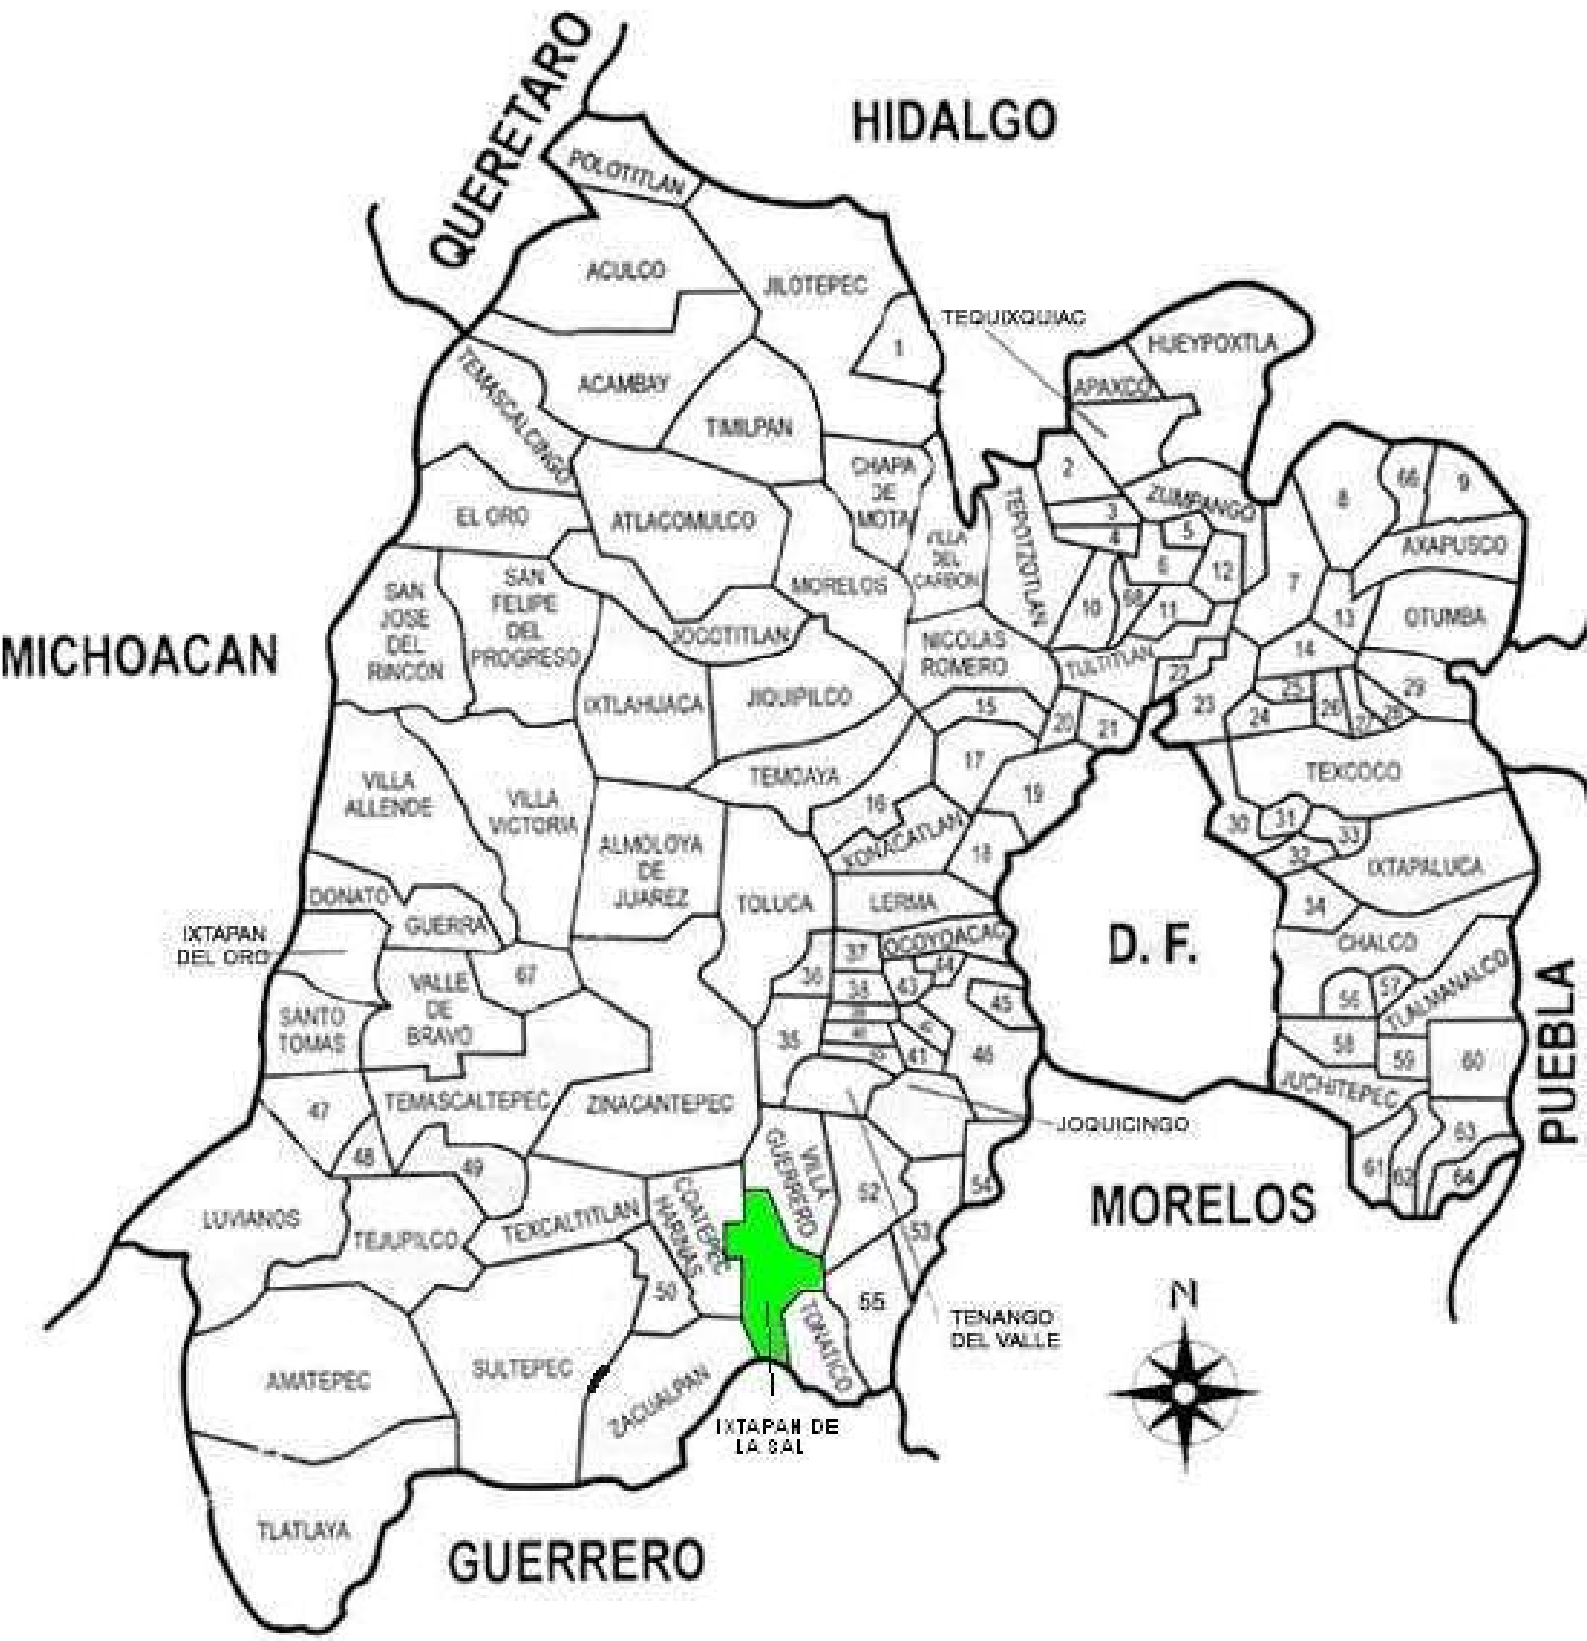 QUERETARO
HIDALGO
POLOTITLAN
ACULCO
JILOTEPEC
TEQUIXQUIAC
HUEYPOXTLA
1
APAXCO
TEMASCALCINGO
ACAMBAY
TIMILPAN
CHIAPA
DE
MOTA
2
ZUMPANGO
8
66
9
EL ORO
ATLACOMULCO
VILLA
DEL
CARBON
TEPOTZOTLAN
3
4
5
6
12
7
AXAPUSCO
SAN
JOSE
DEL
RINCON
SAN
FELIPE
DEL
PROGRESO
MORELOS
10
68
11
13
OTUMBA
MICHOACAN
JOCOTITLAN
NICOLAS
ROMERO
TULTITLAN
22
14
IXTLAHUACA
JIQUIPILCO
15
20
21
23
24
25
26
27
28
29
VILLA
ALLENDE
VILLA
VICTORIA
TEMOAYA
16
17
19
TEXCOCO
ALMOLOYA
DE
JUAREZ
XONACATLAN
18
30
31
32
33
IXTAPALUCA
DONATO
GUERRA
TOLUCA
LERMA
34
IXTAPAN
DEL ORO
OCOYOACAC
D. F.
CHALCO
VALLE
DE
BRAVO
67
36
37
38
43
44
45
56
57
TLALMANALCO
PUEBLA
SANTO
TOMAS
35
41
46
58
59
60
47
TEMASCALTEPEC
ZINACANTEPEC
JOQUICINGO
JUCHITEPEC
48
49
VILLA
GUERRERO
52
54
61
62
63
64
LUVIANOS
TEJUPILCO
TEXCALTITLAN
COATEPEC
HARINAS
53
MORELOS
50
55
N
TONATICO
TENANGO
DEL VALLE
AMATEPEC
SULTEPEC
ZACUALPAN
IXTAPAN DE
LA SAL
TLATLAYA
GUERRERO